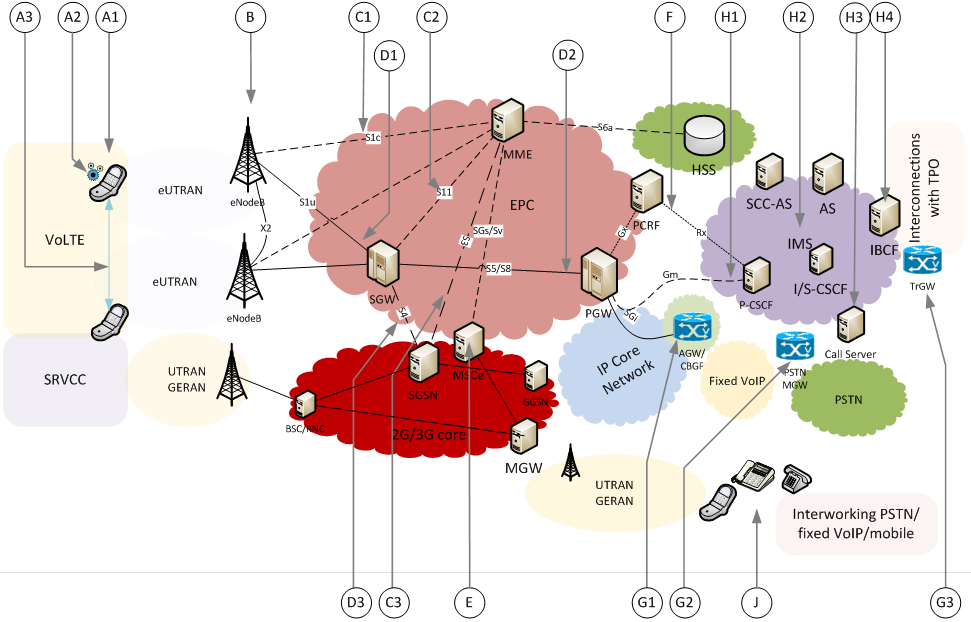 A3
A2
A1
B
C1
C2
F
H1
H2
H3
H4
D1
D2
S1c
MME
S6a
HSS
Interconnections
with TPO
eUTRAN
eNodeB
S11
EPC
SCC-AS
AS
S1u
PCRF
VoLTE
X2
S3
SGs/Sv
Gx
Rx
IMS
IBCF
S5/S8
Gm
I/S-CSCF
eUTRAN
SGW
PGW
P-CSCF
TrGW
eNodeB
S4
SGi
AGW/
CBGF
Call Server
UTRAN
GERAN
MSCe
IP Core
Network
PSTN
MGW
SRVCC
SGSN
GGSN
Fixed VoIP
PSTN
BSC/RNC
2G/3G core
MGW
UTRAN
GERAN
Interworking PSTN/
fixed VoIP/mobile
D3
C3
E
G1
G2
J
G3